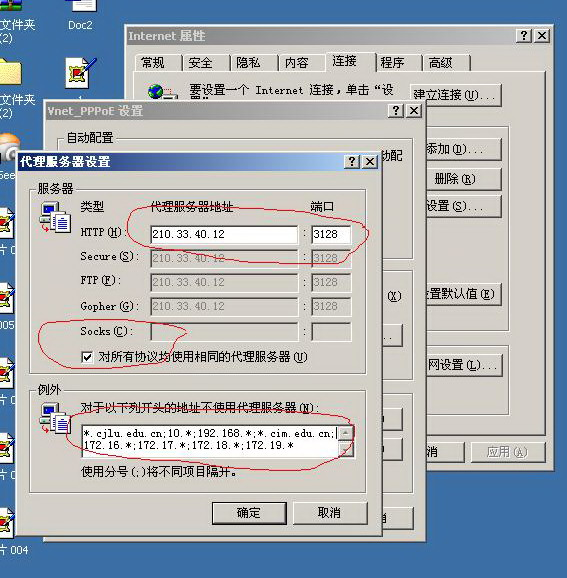 文件夹
(2)
Doc2
文件夹
(2)
005
片 004
Internet 属性
常规
安全
隐私
内容
连接
程序
高级
要设置一个 Internet 连接,单击“设
建立连接(U)...
添加(D)...
删除(R)
设置(S)...
设置默认值(E)
网设置(L)...
应用(A)
Vnet_PPPoE 设置
自动配置
代理服务器设置
服务器
类型
代理服务器地址
端口
HTTP(H):
210.33.40.12
:
3128
Secure(S):
210.33.40.12
:
3128
FTP(F):
210.33.40.12
:
3128
Gopher(G):
210.33.40.12
:
3128
Socks(C):
:
对所有协议均使用相同的代理服务器(U)
例外
对于以下列开头的地址不使用代理服务器(N):
*.cjlu.edu.cn;10.*;192.168.*;*.cim.edu.cn;
172.16.*;172.17.*;172.18.*;172.19.*
使用分号(;)将不同项目隔开。
确定
取消